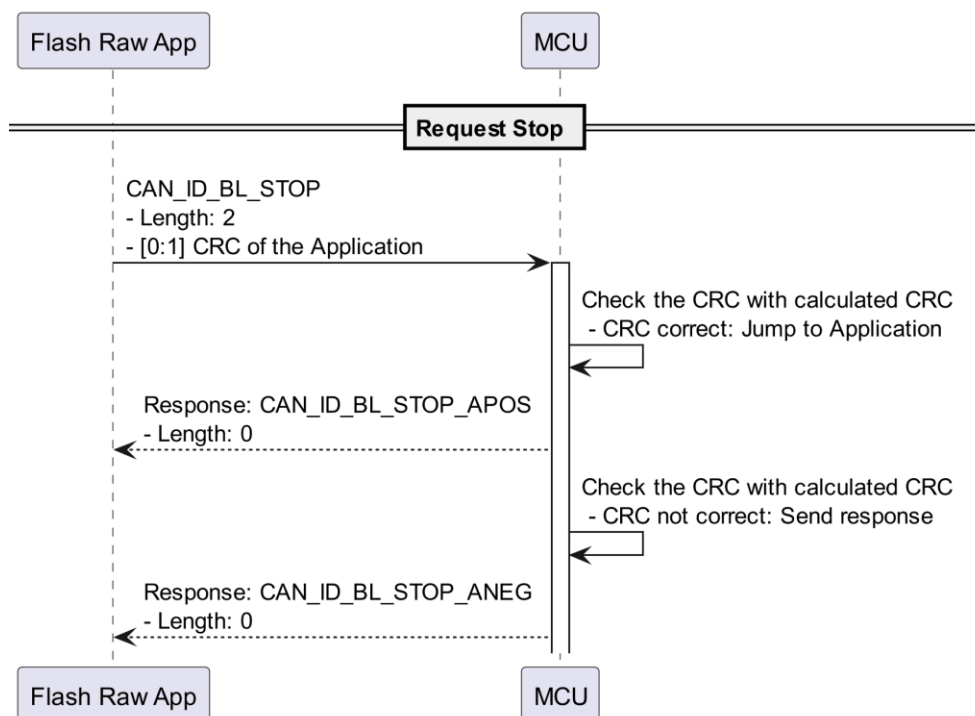 Flash Raw App
MCU
Request Stop
CAN_ID_BL_STOP
- Length: 2
- [0:1] CRC of the Application
Check the CRC with calculated CRC
- CRC correct: Jump to Application
Response: CAN_ID_BL_STOP_APOS
- Length: 0
Check the CRC with calculated CRC
- CRC not correct: Send response
Response: CAN_ID_BL_STOP_ANEG
- Length: 0
Flash Raw App
MCU